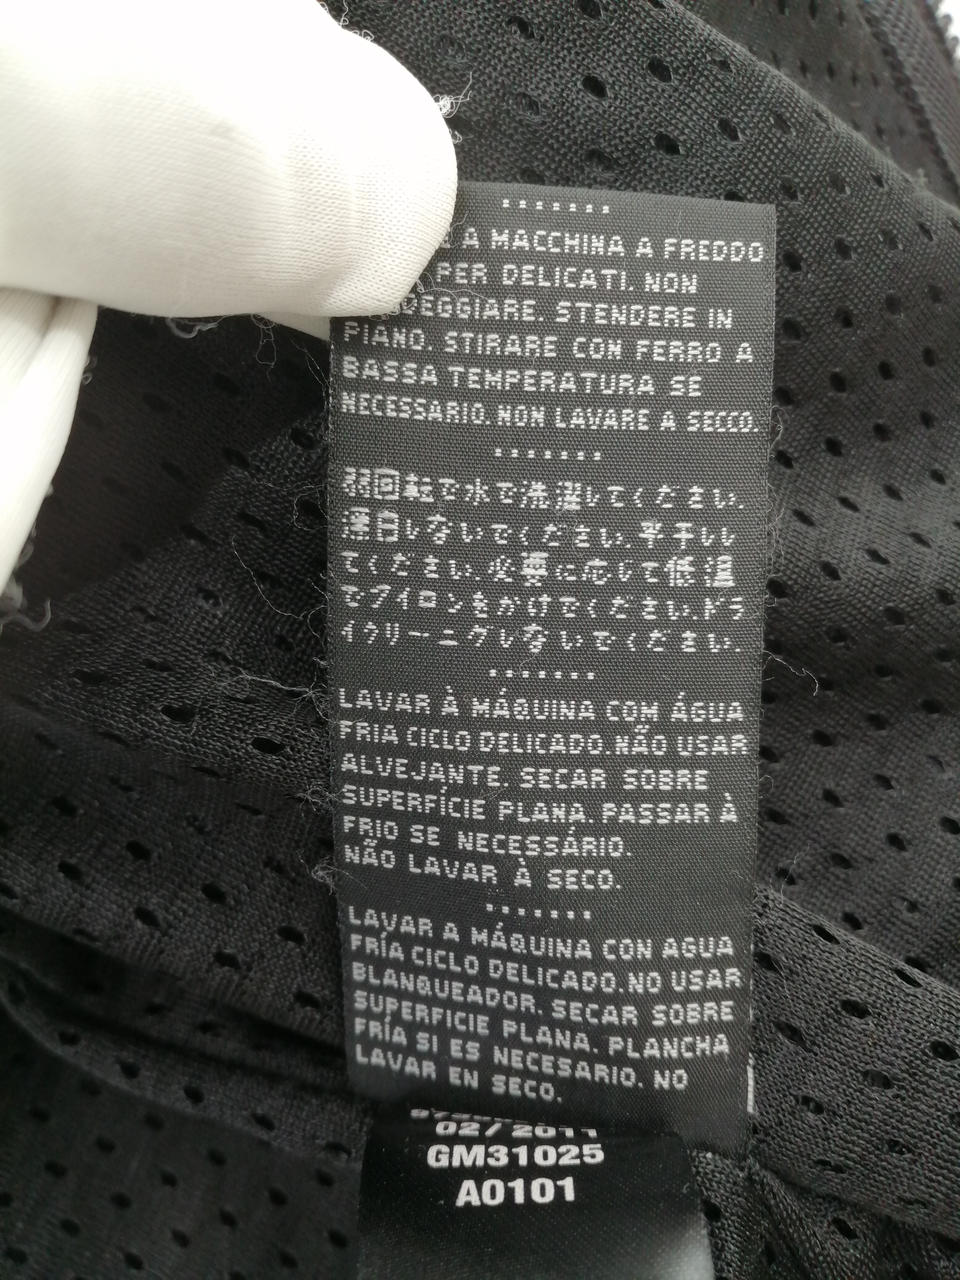 A MACCHINA A FREDDO
PER DELICATI. NON
STENDERE IN
PIANO. STIRARE CON FERRO A
BASSA TEMPERATURA SE
NECESSARIO. NON LAVARE A SECCO.
弱回転で水で洗濯してください.
漂白しないでください. 平干しし
てください. 必要に応じて低温
でアイロンをかけてください. ドラ
イクリーニングしないでください.
LAVAR À MÁQUINA COM ÁGUA
FRIA CICLO DELICADO. NÃO USAR
ALVEJANTE. SECAR SOBRE
SUPERFÍCIE PLANA. PASSAR À
FRIO SE NECESSÁRIO.
NÃO LAVAR À SECO.
LAVAR A MÁQUINA CON AGUA
FRÍA CICLO DELICADO. NO USAR
BLANQUEADOR. SECAR SOBRE
SUPERFICIE PLANA. PLANCHA
FRÍA SI ES NECESARIO. NO
LAVAR EN SECO.
02/2011
GM31025
A0101